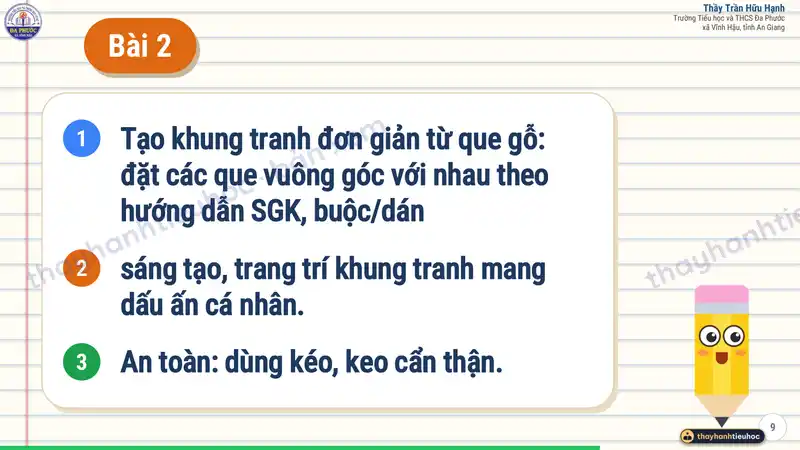 Thầy Trần Hữu Hạnh
Trường Tiểu học và THCS Đa Phước
xã Vĩnh Hậu, tỉnh An Giang
ĐA PHƯỚC
Bài 2
1 Tạo khung tranh đơn giản từ que gỗ:
đặt các que vuông góc với nhau theo
hướng dẫn SGK, buộc/dán
2 sáng tạo, trang trí khung tranh mang
dấu ấn cá nhân.
3 An toàn: dùng kéo, keo cẩn thận.
thayhanhtieuhoc
9